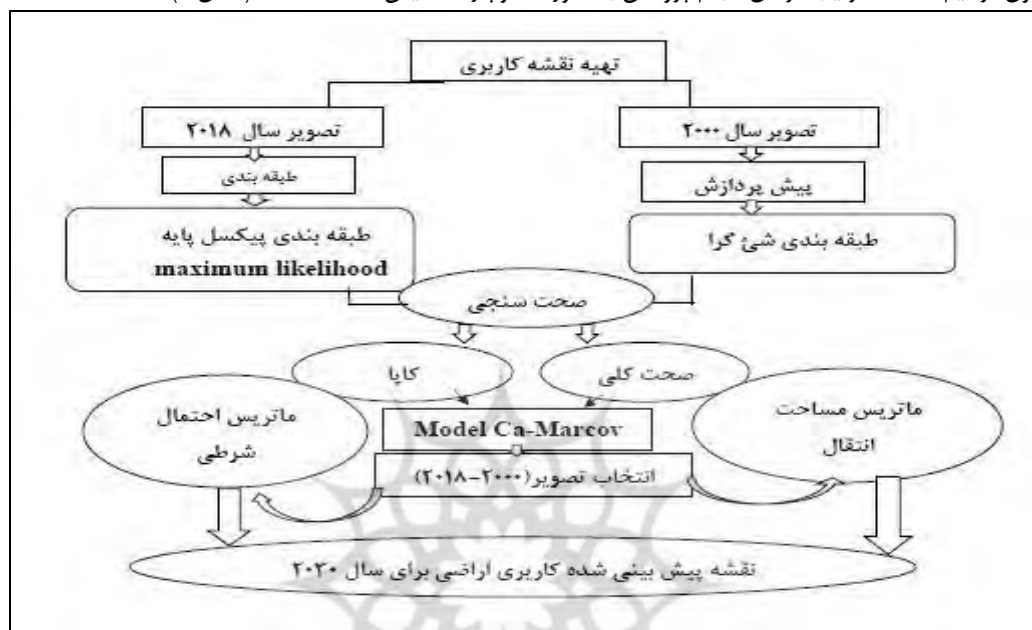 تهیه نقشه کاربری
تصویر سال ۲۰۰۰
تصویر سال ۲۰۱۸
پیش پردازش
طبقه بندی
طبقه بندی شئ گرا
طبقه بندی پیکسل پایه
maximum likelihood
صحت سنجی
صحت کلی
کاپا
ماتریس مساحت
انتقال
ماتریس احتمال
شرطی
Model Ca-Marcov
انتخاب تصویر(۲۰۰۰-۲۰۱۸)
نقشه پیش بینی شده کاربری اراضی برای سال ۲۰۳۰